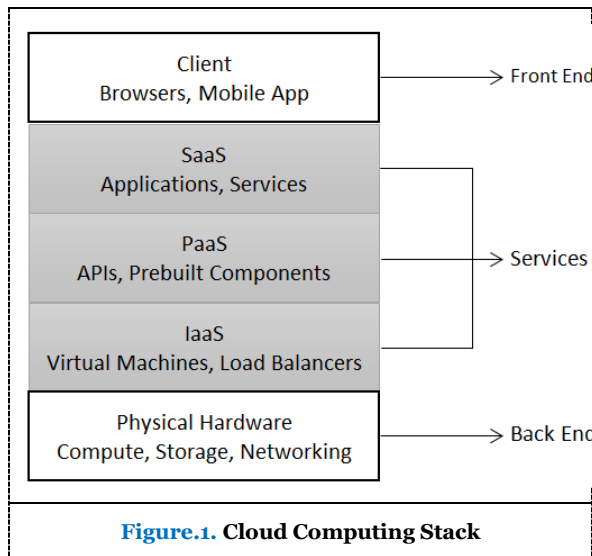 Client
Browsers, Mobile App
Front End
SaaS
Applications, Services
PaaS
APIs, Prebuilt Components
Services
IaaS
Virtual Machines, Load Balancers
Physical Hardware
Compute, Storage, Networking
Back End
Figure.1. Cloud Computing Stack